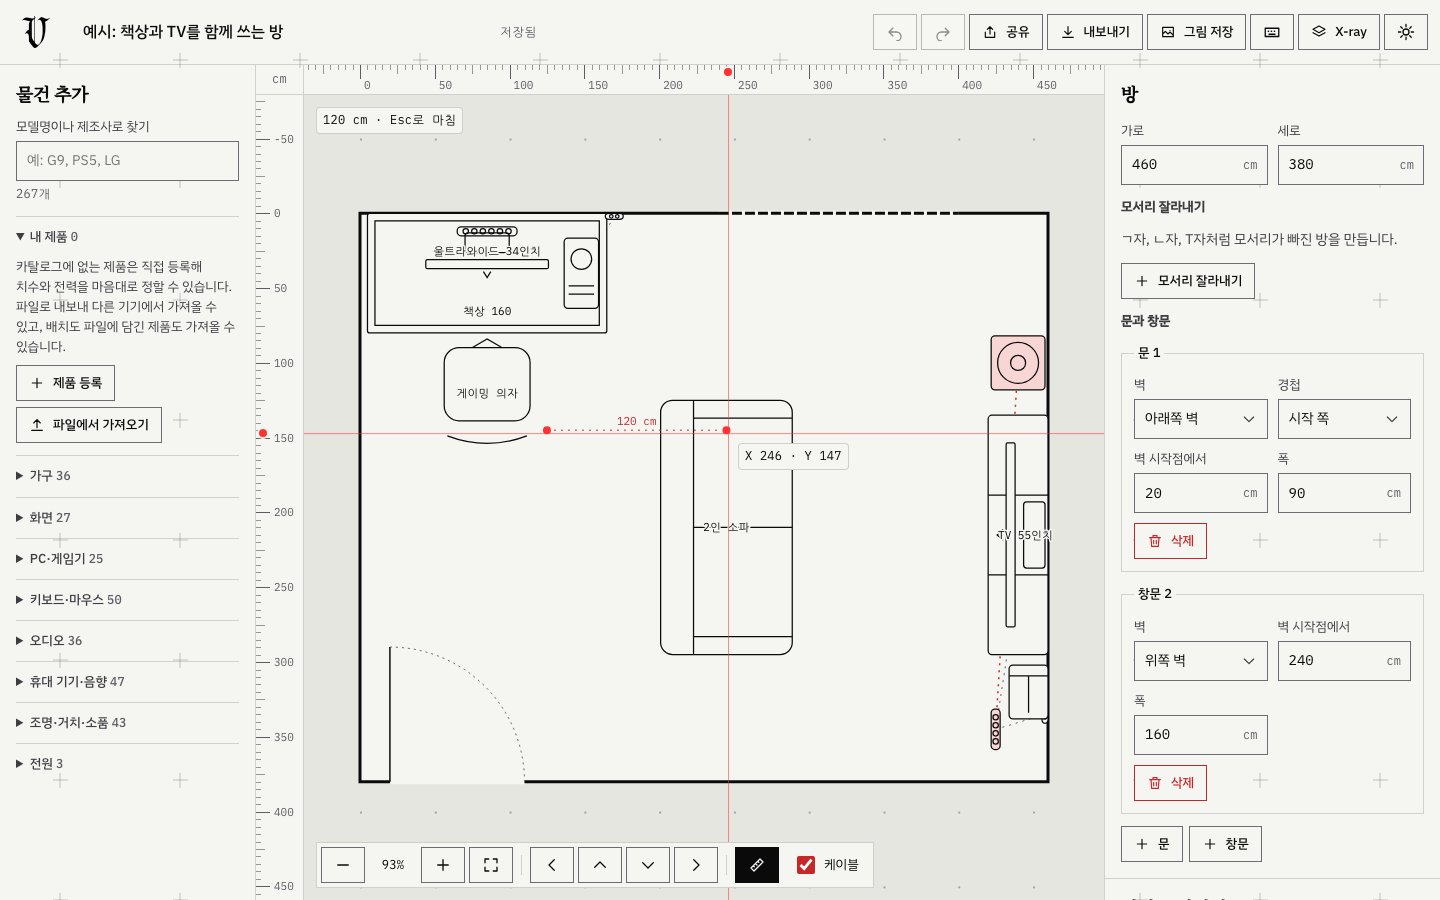 예시: 책상과 TV를 함께 쓰는 방
저장됨
공유
내보내기
그림 저장
X-ray
물건 추가
모델명이나 제조사로 찾기
예: G9, PS5, LG
267개
내 제품 0
카탈로그에 없는 제품은 직접 등록해
치수와 전력을 마음대로 정할 수 있습니다.
파일로 내보내 다른 기기에서 가져올 수
있고, 배치도 파일에 담긴 제품도 가져올 수
있습니다.
제품 등록
파일에서 가져오기
가구 36
화면 27
PC·게임기 25
키보드·마우스 50
오디오 36
휴대 기기·음향 47
조명·거치·소품 43
전원 3
cm
0 50 100 150 200 250 300 350 400 450
-50
0
50
100
150
200
250
300
350
400
450
120 cm · Esc로 마침
울트라와이드 34인치
책상 160
게이밍 의자
120 cm
X 246 · Y 147
2인 소파
TV 55인치
93%
케이블
방
가로
세로
460 cm
380 cm
모서리 잘라내기
ㄱ자, ㄴ자, T자처럼 모서리가 빠진 방을 만듭니다.
모서리 잘라내기
문과 창문
문 1
벽
경첩
아래쪽 벽
시작 쪽
벽 시작점에서
폭
20 cm
90 cm
삭제
창문 2
벽
벽 시작점에서
위쪽 벽
240 cm
폭
160 cm
삭제
문
창문